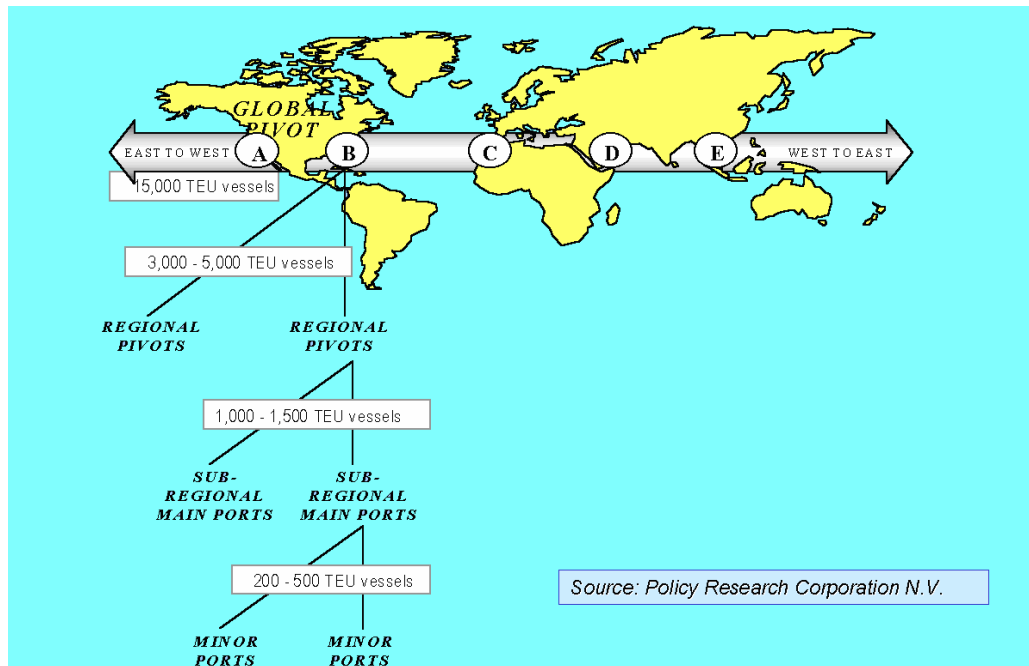 GLOBAL
PIVOT
EAST TO WEST
A
B
C
D
E
WEST TO EAST
15,000 TEU vessels
3,000 - 5,000 TEU vessels
REGIONAL
PIVOTS
REGIONAL
PIVOTS
1,000 - 1,500 TEU vessels
SUB-
REGIONAL
MAIN PORTS
SUB-
REGIONAL
MAIN PORTS
200 - 500 TEU vessels
Source: Policy Research Corporation N.V.
MINOR
PORTS
MINOR
PORTS